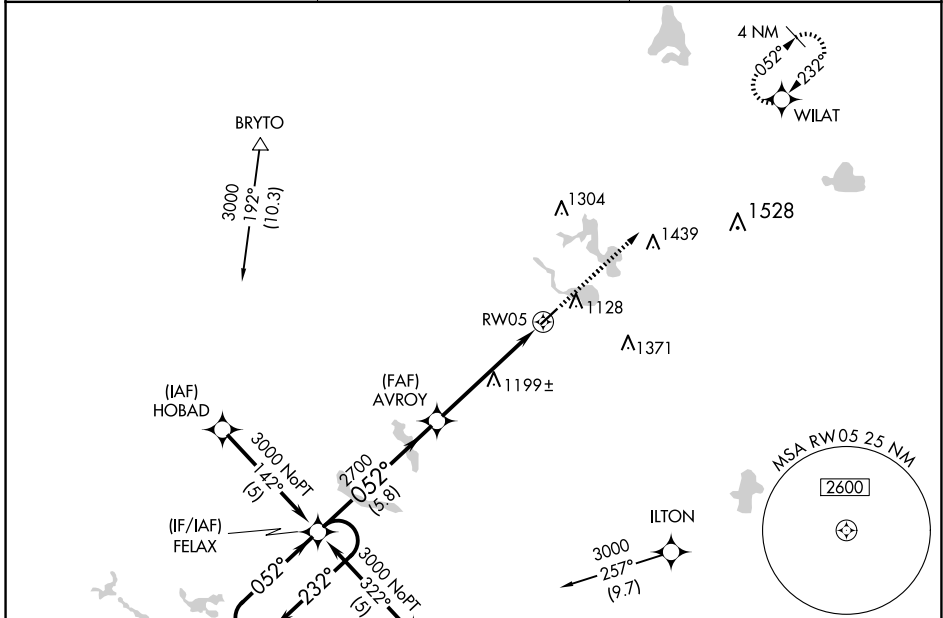 4 NM
052°
232°
WILAT
BRYTO
3000
192°
(10.3)
1304
1528
1439
1128
RW05
1371
(FAF)
AVROY
1199±
(IAF)
HOBAD
3000 NoPT
142°
(5)
2700
052°
(5.8)
MSA RW05 25 NM
2600
(IF/IAF)
FELAX
ILTON
3000
257°
(9.7)
052°
232°
3000 NoPT
322°
(5)